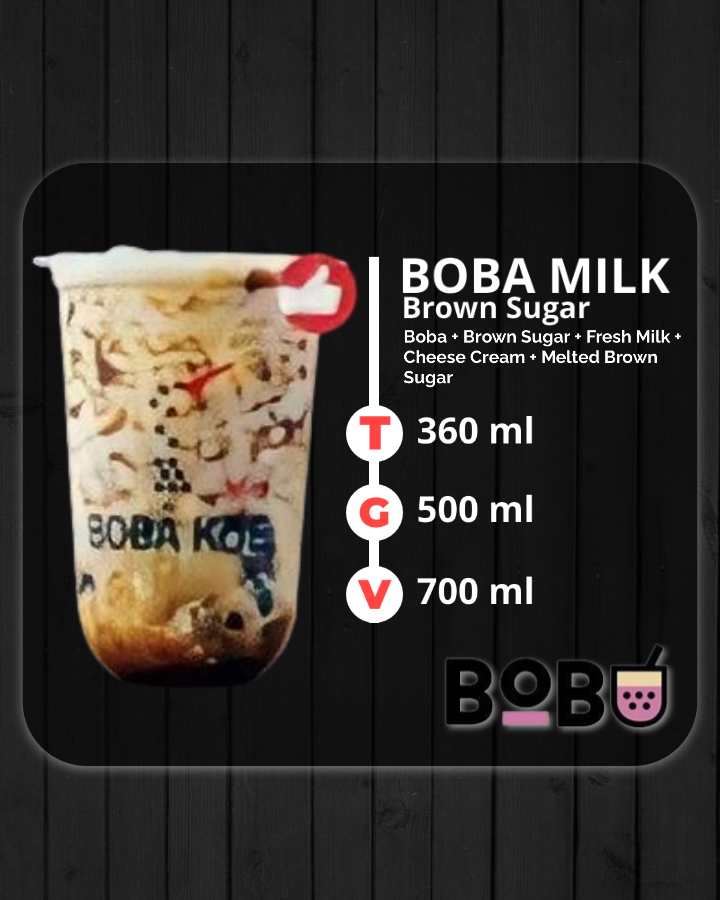 BOBA MILK
Brown Sugar
Boba + Brown Sugar + Fresh Milk +
Cheese Cream + Melted Brown
Sugar
T 360 ml
G 500 ml
V 700 ml
BOBA KOE
BOBU